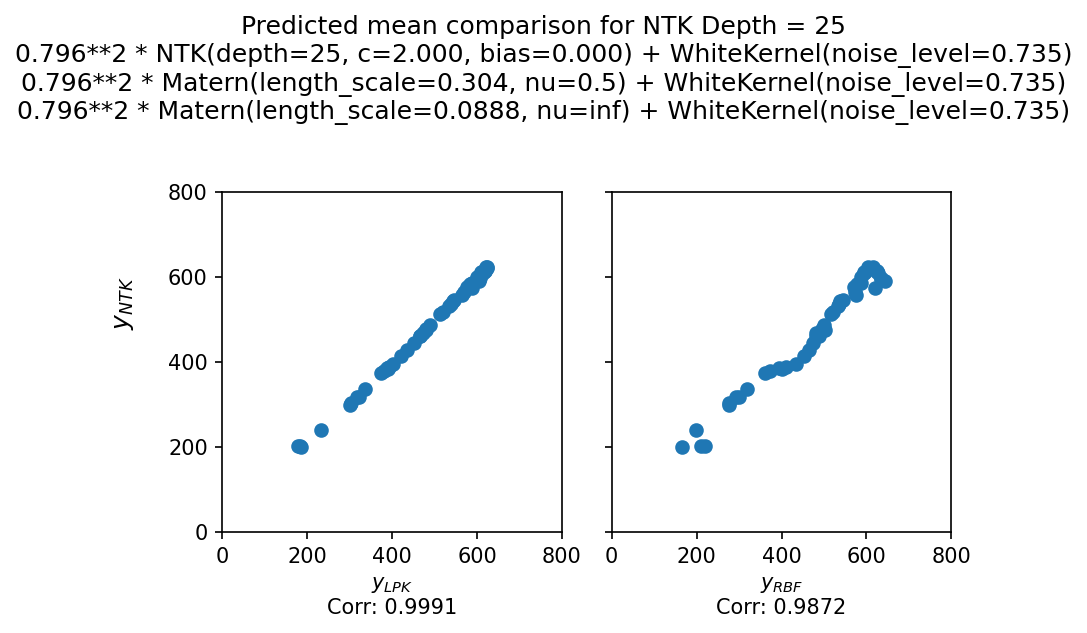 Predicted mean comparison for NTK Depth = 25
0.796**2 * NTK(depth=25, c=2.000, bias=0.000) + WhiteKernel(noise_level=0.735)
0.796**2 * Matern(length_scale=0.304, nu=0.5) + WhiteKernel(noise_level=0.735)
0.796**2 * Matern(length_scale=0.0888, nu=inf) + WhiteKernel(noise_level=0.735)
800
600
400
200
0
y_NTK
0 200 400 600 800
0 200 400 600 800
y_LPK
y_RBF
Corr: 0.9991
Corr: 0.9872